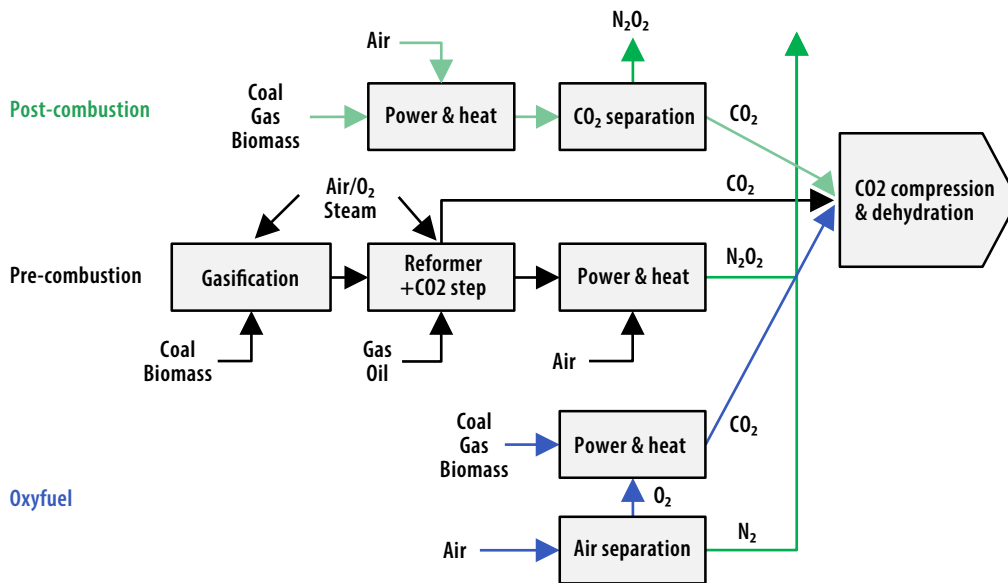 N₂O₂
Air
Post-combustion
Coal
Gas
Biomass
Power & heat
CO₂ separation
CO₂
CO2 compression
& dehydration
Air/O₂
Steam
CO₂
Pre-combustion
Gasification
Reformer
+CO2 step
Power & heat
N₂O₂
Coal
Biomass
Gas
Oil
Air
Coal
Gas
Biomass
Power & heat
CO₂
Oxyfuel
O₂
Air
Air separation
N₂